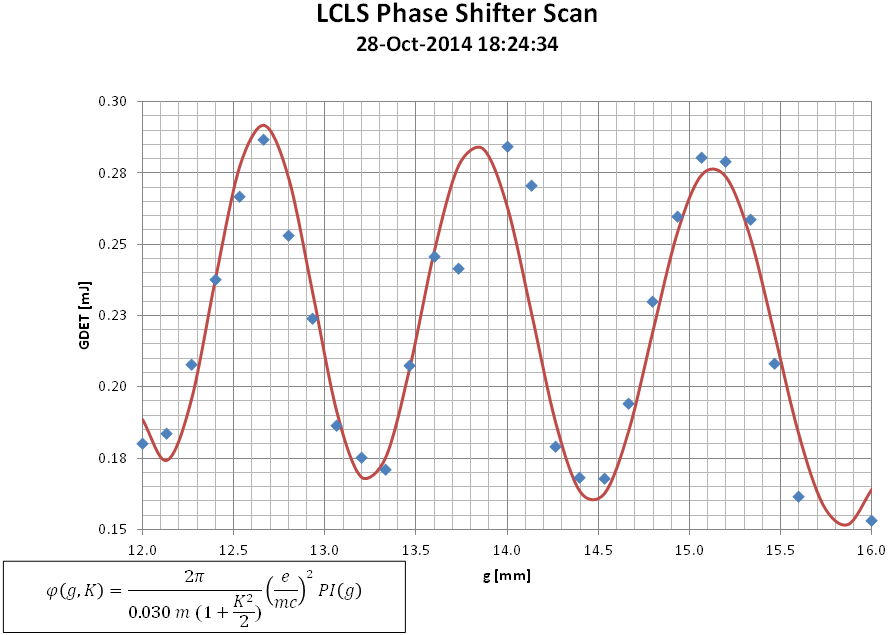 LCLS Phase Shifter Scan
28-Oct-2014 18:24:34
GDET [mJ]
0.30
0.28
0.25
0.23
0.20
0.18
0.15
12.0 12.5 13.0 13.5 14.0 14.5 15.0 15.5 16.0
g [mm]
φ(g, K) = 2π / (0.030 m (1 + K²/2)) (e/mc)² PI(g)